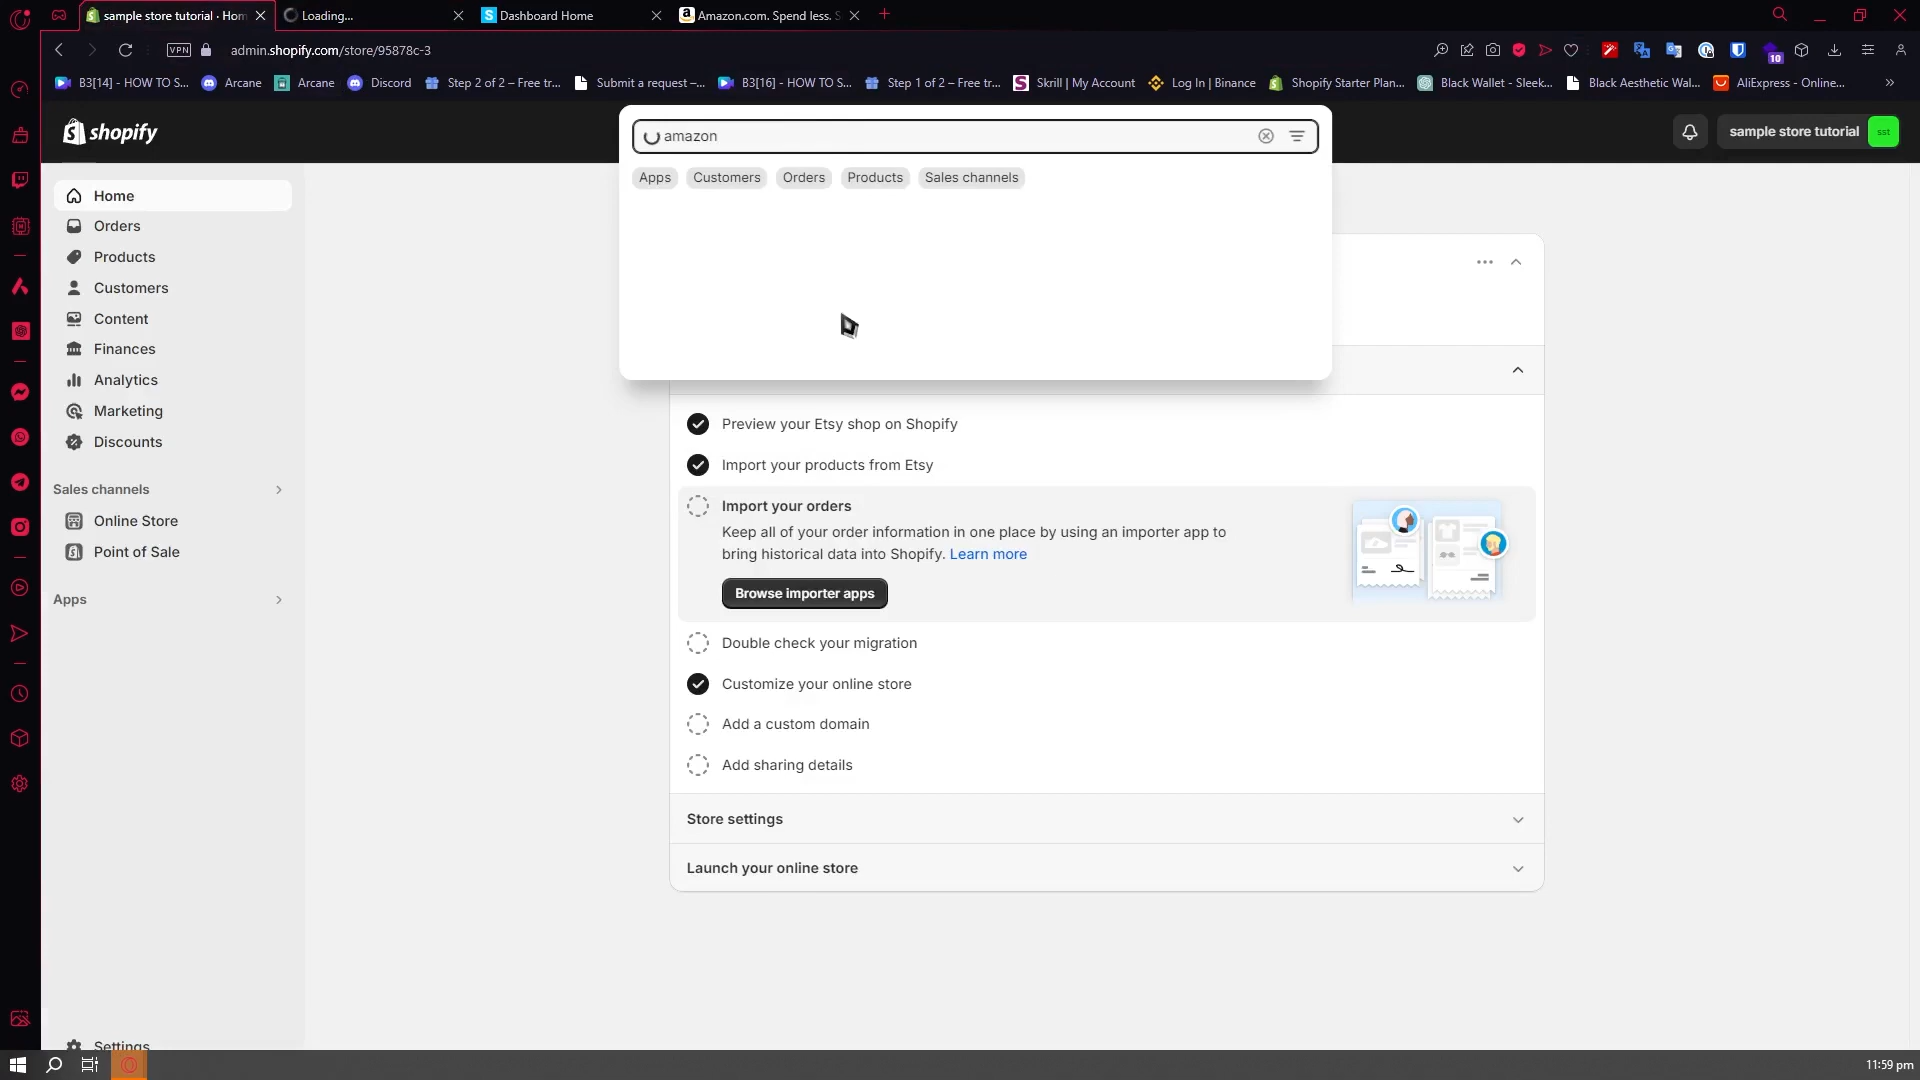 sample store tutorial · Hom
Loading...
Dashboard Home
Amazon.com. Spend less. S
VPN
admin.shopify.com/store/95878c-3
10
B3[14] - HOW TO S...
Arcane
Arcane
Discord
Step 2 of 2 – Free tr...
Submit a request –...
B3[16] - HOW TO S...
Step 1 of 2 – Free tr...
Skrill | My Account
Log In | Binance
Shopify Starter Plan,...
Black Wallet - Sleek...
Black Aesthetic Wal...
AliExpress - Online...
shopify
amazon
sample store tutorial
sst
Apps
Customers
Orders
Products
Sales channels
Home
Orders
Products
Customers
Content
Finances
Analytics
Marketing
Discounts
Sales channels
Online Store
Point of Sale
Apps
Settings
Preview your Etsy shop on Shopify
Import your products from Etsy
Import your orders
Keep all of your order information in one place by using an importer app to
bring historical data into Shopify. Learn more
Browse importer apps
Double check your migration
Customize your online store
Add a custom domain
Add sharing details
Store settings
Launch your online store
11:59 pm